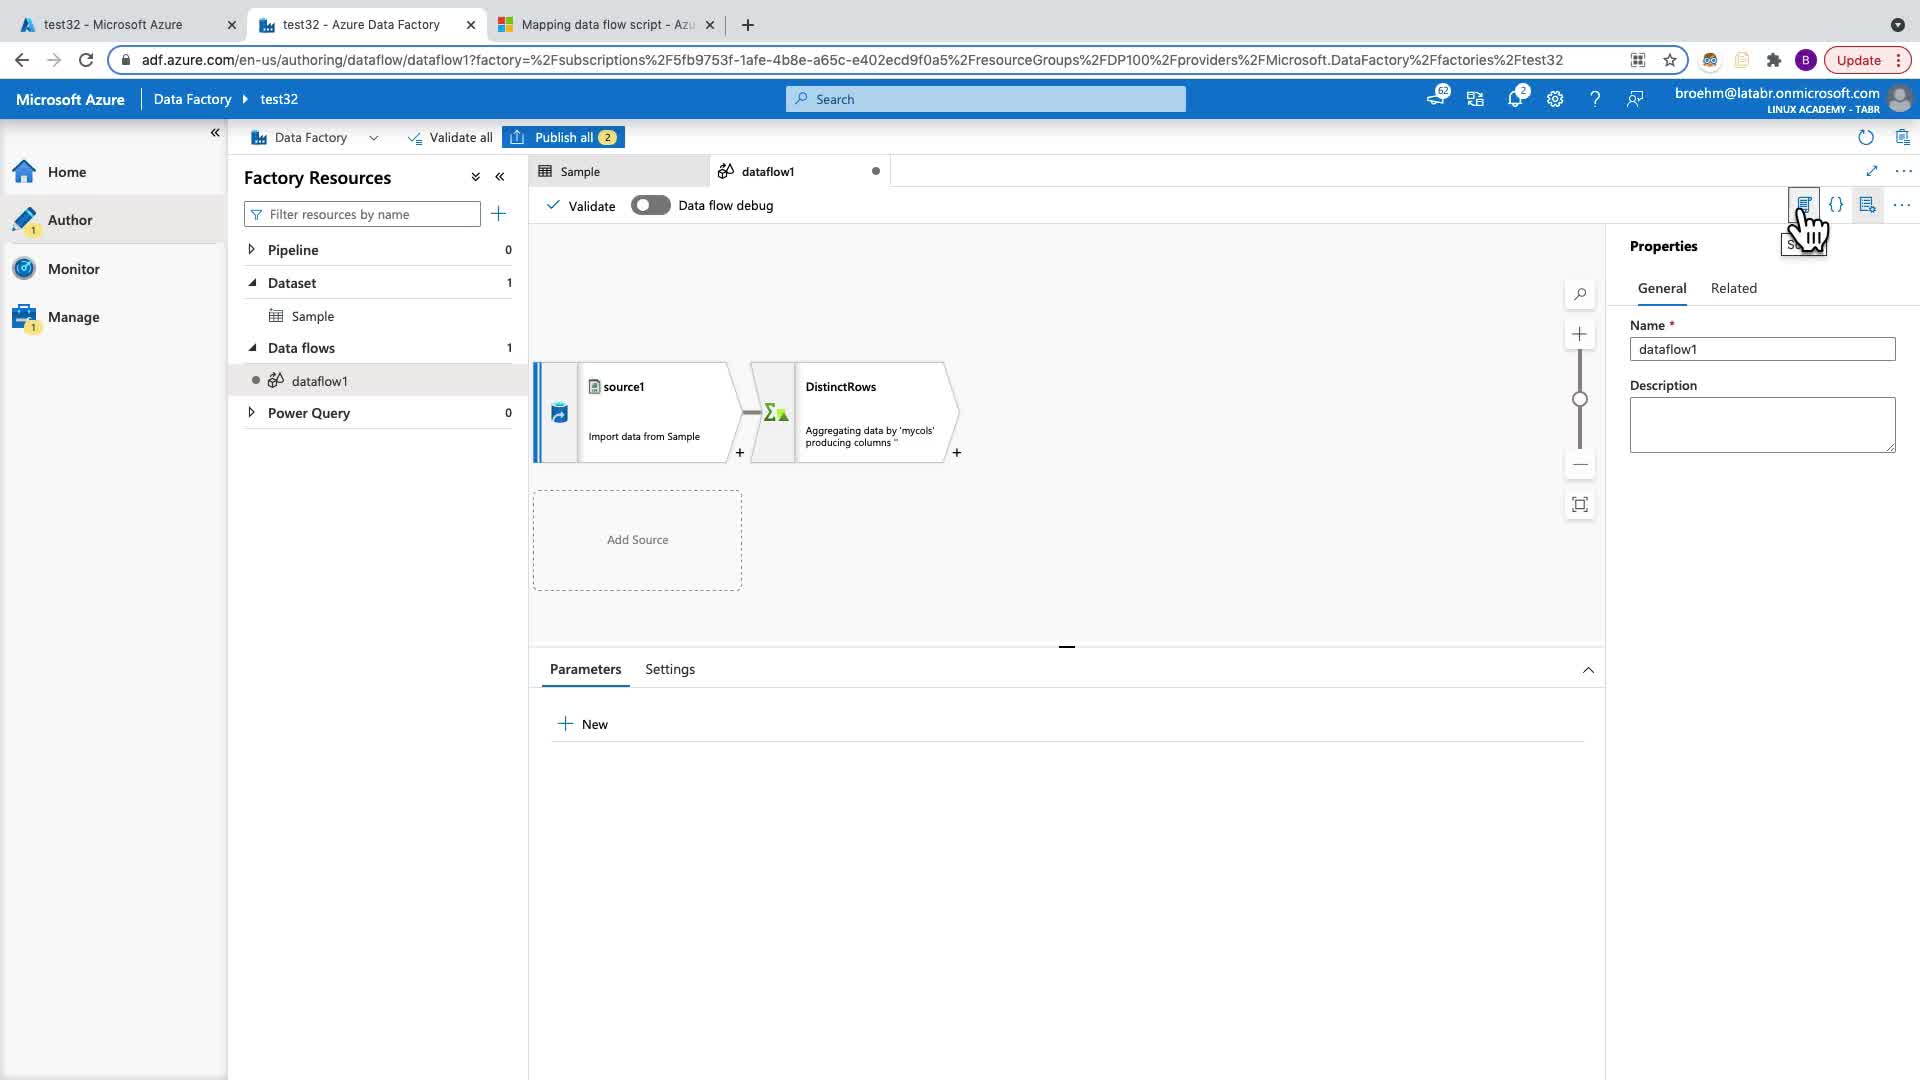 test32 - Microsoft Azure
test32 - Azure Data Factory
Mapping data flow script - Azu
adf.azure.com/en-us/authoring/dataflow/dataflow1?factory=%2Fsubscriptions%2F5fb9753f-1afe-4b8e-a65c-e402ecd9f0a5%2FresourceGroups%2FDP100%2Fproviders%2FMicrosoft.DataFactory%2Ffactories%2Ftest32
B
Update
Microsoft Azure
Data Factory
test32
Search
62
2
broehm@latabr.onmicrosoft.com
LINUX ACADEMY - TABR
Home
Author
1
Monitor
Manage
1
Data Factory
Validate all
Publish all 2
Factory Resources
Filter resources by name
Pipeline 0
Dataset 1
Sample
Data flows 1
dataflow1
Power Query 0
Sample
dataflow1
Validate
Data flow debug
source1
Import data from Sample
DistinctRows
Aggregating data by 'mycols'
producing columns ''
Add Source
Parameters
Settings
New
Properties
General
Related
Name *
dataflow1
Description